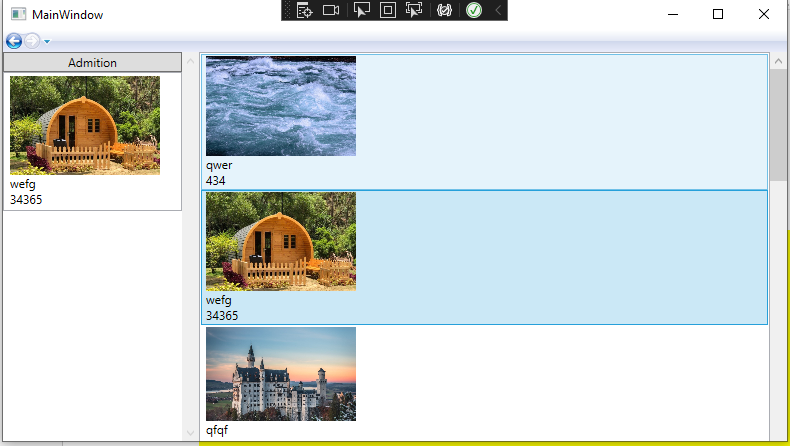 MainWindow
Admition
wefg
34365
qwer
434
wefg
34365
qfqf